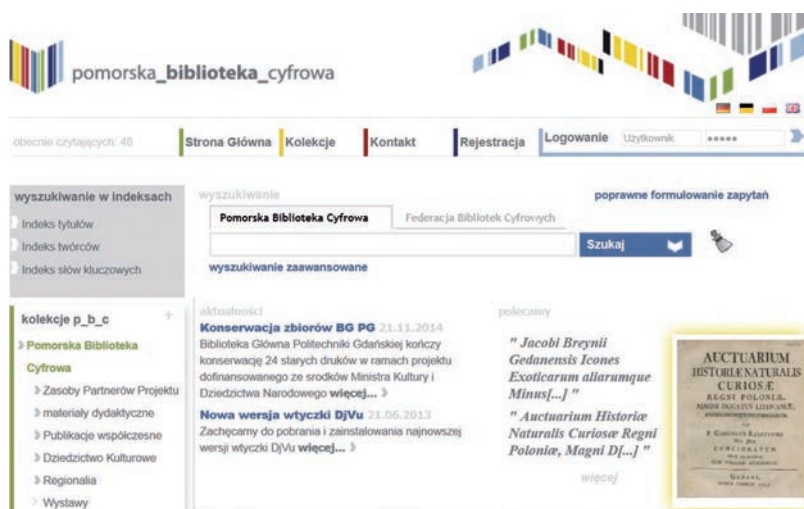 pomorska_biblioteka_cyfrowa
obecnie czytających: 48
Strona Główna
Kolekcje
Kontakt
Rejestracja
Logowanie
Użytkownik
•••••
wyszukiwanie w indeksach
Indeks tytułów
Indeks twórców
Indeks słów kluczowych
wyszukiwanie
poprawne formułowanie zapytań
Pomorska Biblioteka Cyfrowa
Federacja Bibliotek Cyfrowych
Szukaj
wyszukiwanie zaawansowane
kolekcje p_b_c +
Pomorska Biblioteka
Cyfrowa
Zasoby Partnerów Projektu
materiały dydaktyczne
Publikacje współczesne
Dziedzictwo Kulturowe
Regionalia
Wystawy
aktualności
Konserwacja zbiorów BG PG 21.11.2014
Biblioteka Główna Politechniki Gdańskiej kończy
konserwację 24 starych druków w ramach projektu
dofinansowanego ze srodków Ministra Kultury i
Dziedzictwa Narodowego więcej...
Nowa wersja wtyczki DjVu 21.06.2013
Zachęcamy do pobrania i zainstalowania najnowszej
wersji wtyczki DjVu więcej...
polecamy
" Jacobi Breynii
Gedanensis Icones
Exoticarum aliarumque
Minus[...] "
" Auctuarium Historiæ
Naturalis Curiosæ Regni
Poloniæ, Magni D[...] "
więcej
AUCTUARIUM
HISTORIÆ NATURALIS
CURIOSÆ
REGNI POLONIÆ,
MAGNI DUCATUS LITHVANIÆ,